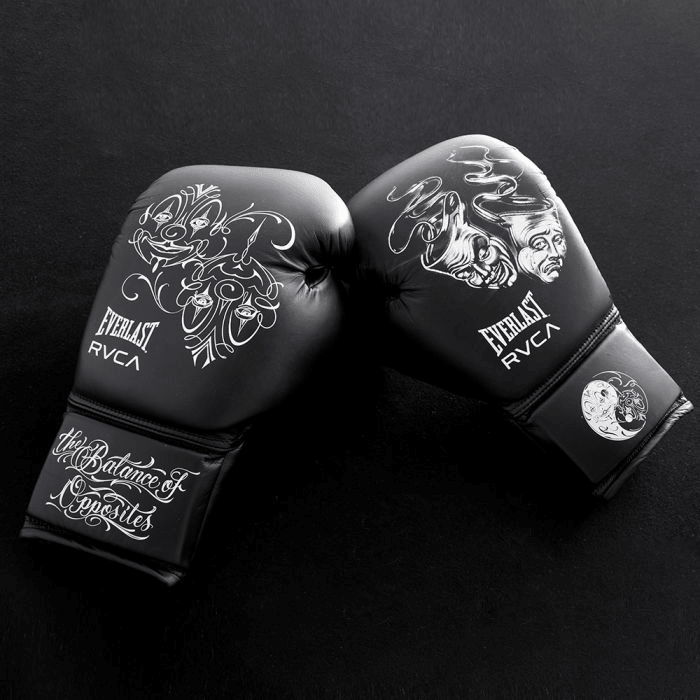 EVERLAST
RVCA
the Balance of
Opposites
EVERLAST
RVCA